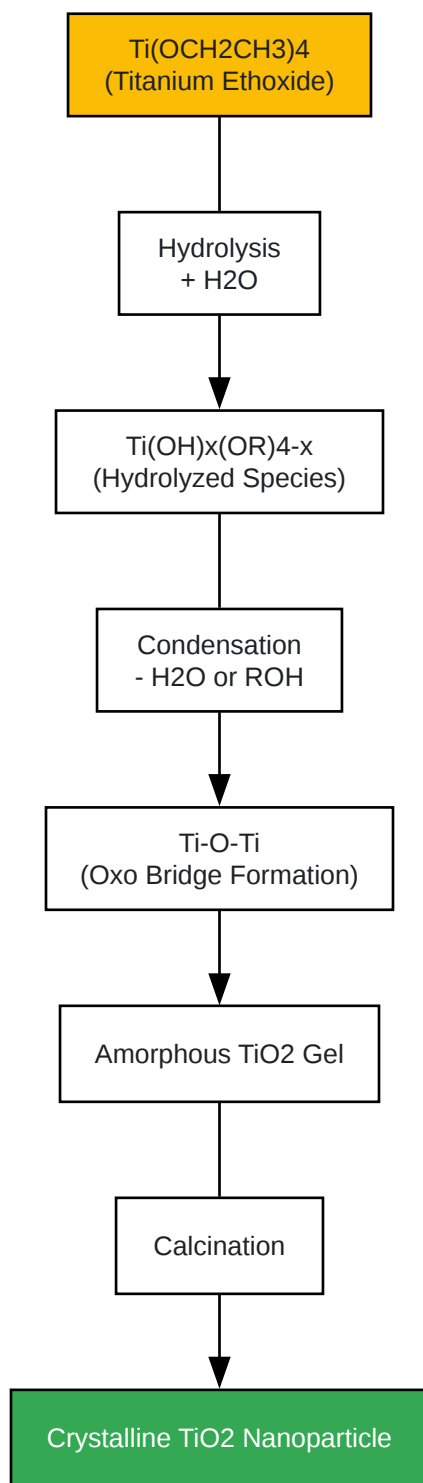 Ti(OCH2CH3)4
(Titanium Ethoxide)
Hydrolysis
+ H2O
Ti(OH)x(OR)4-x
(Hydrolyzed Species)
Condensation
- H2O or ROH
Ti-O-Ti
(Oxo Bridge Formation)
Amorphous TiO2 Gel
Calcination
Crystalline TiO2 Nanoparticle